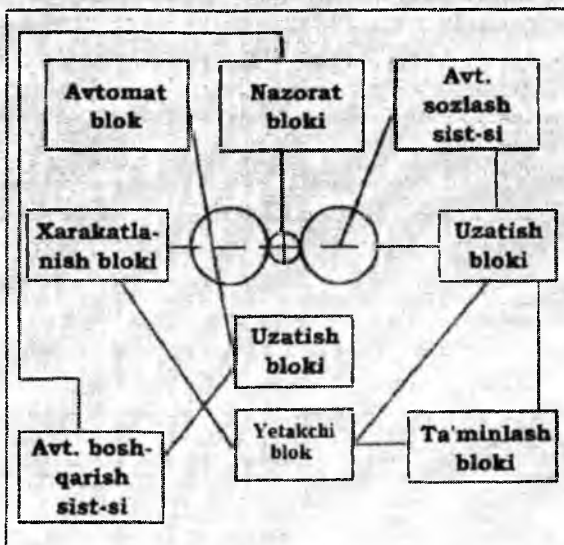 Avtomat
blok
Nazorat
bloki
Avt.
sozlash
sist-si
Xarakatla-
nish bloki
Uzatish
bloki
Uzatish
bloki
Avt. bosh-
qarish
sist-si
Yetakchi
blok
Ta'minlash
bloki